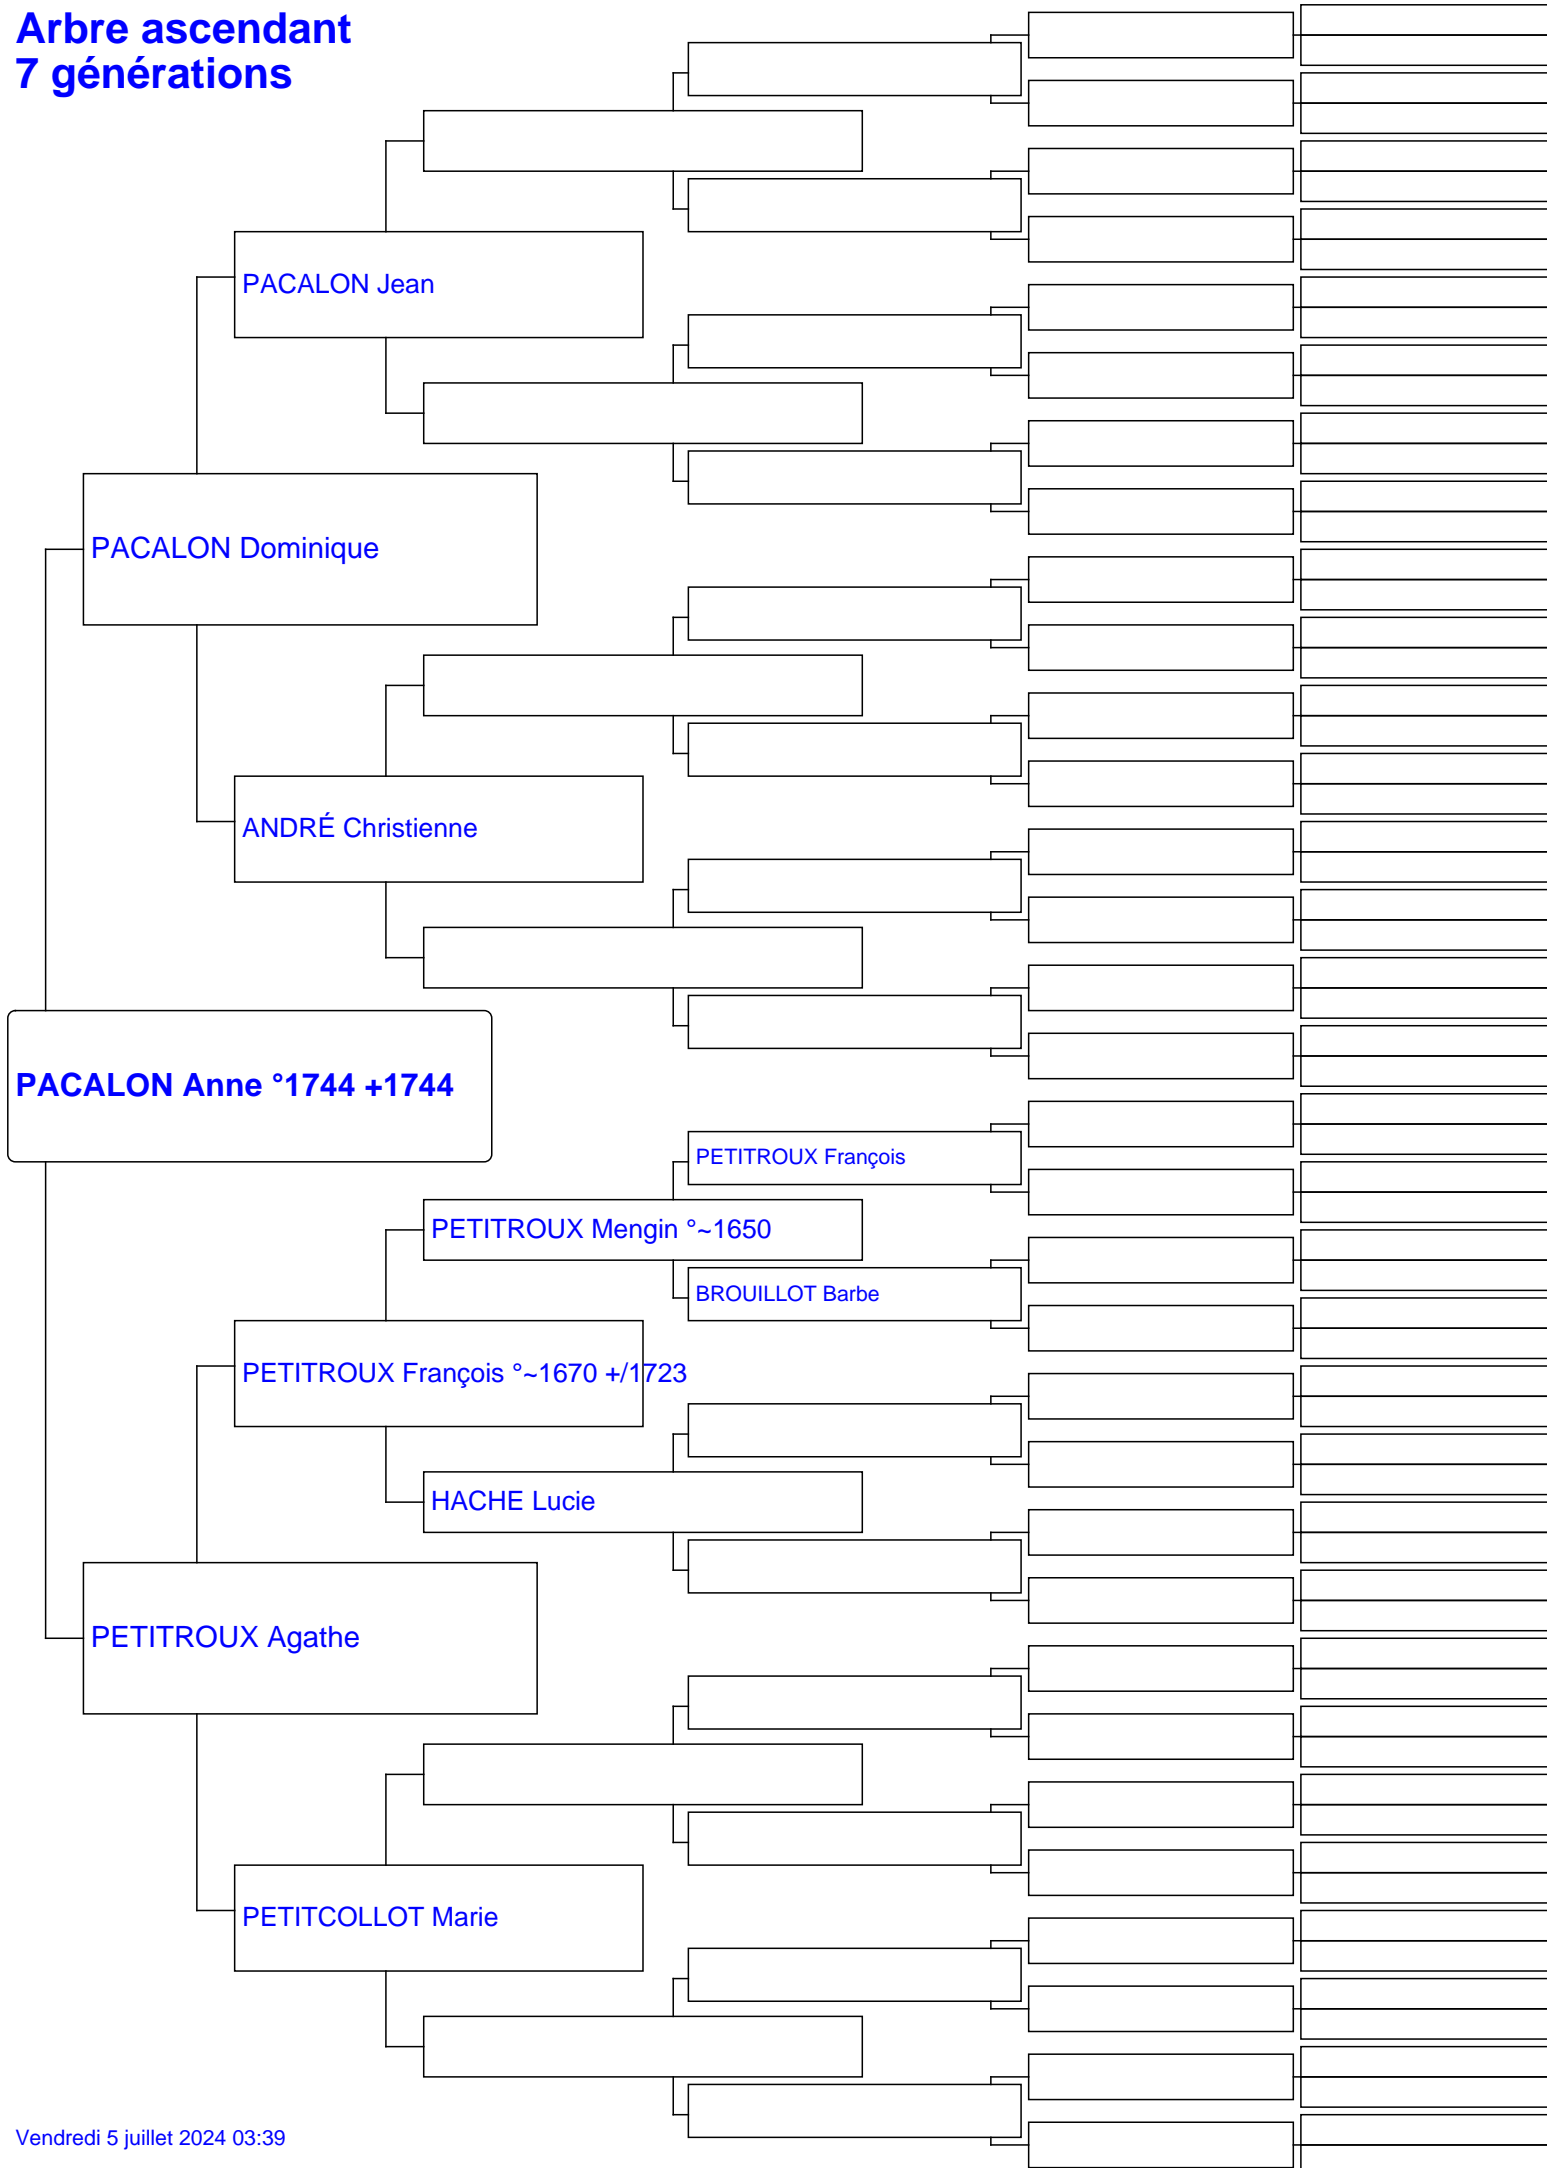 Arbre ascendant
7 générations
PACALON Jean
PACALON Dominique
ANDRÉ Christienne
PACALON Anne °1744 +1744
PETITROUX François
PETITROUX Mengin °~1650
BROUILLOT Barbe
PETITROUX François °~1670 +/1723
HACHE Lucie
PETITROUX Agathe
PETITCOLLOT Marie
Vendredi 5 juillet 2024 03:39